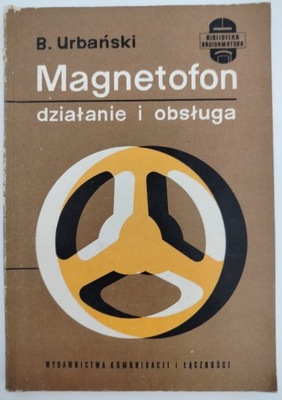 B. Urbański
BIBLIOTEKA
RADIOAMATORA
Magnetofon
działanie i obsługa
WYDAWNICTWA KOMUNIKACJI I ŁĄCZNOŚCI